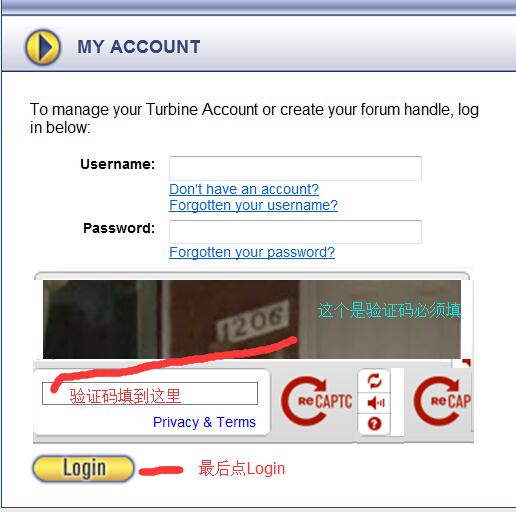 MY ACCOUNT
To manage your Turbine Account or create your forum handle, log
in below:
Username:
Don't have an account?
Forgotten your username?
Password:
Forgotten your password?
这个是验证码必须填
1206
验证码填到这里
Privacy & Terms
reCAPTC
reCAP
Login
最后点Login